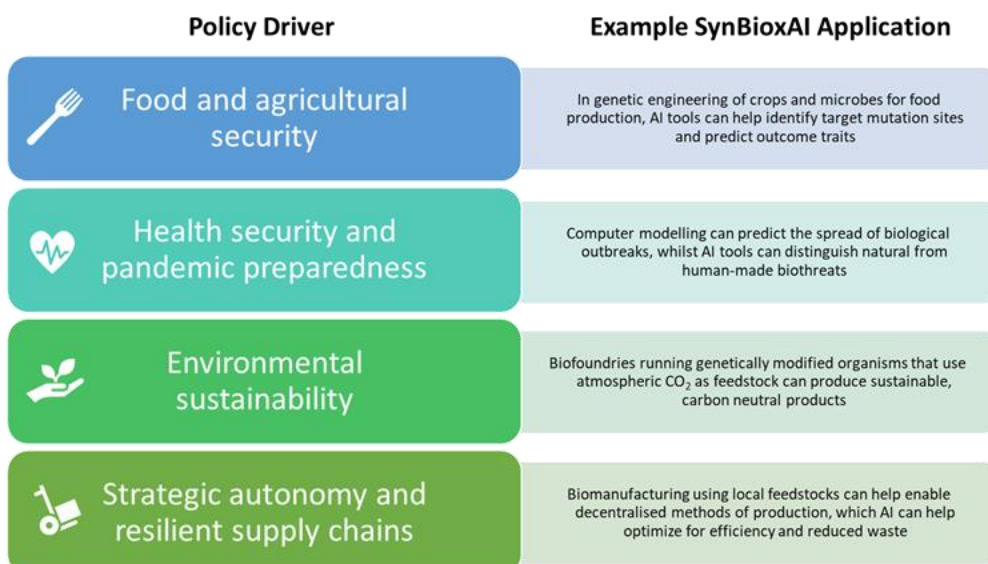 Policy Driver
Example SynBioxAI Application
Food and agricultural
security
In genetic engineering of crops and microbes for food
production, AI tools can help identify target mutation sites
and predict outcome traits
Health security and
pandemic preparedness
Computer modelling can predict the spread of biological
outbreaks, whilst AI tools can distinguish natural from
human-made biothreats
Environmental
sustainability
Biofoundries running genetically modified organisms that use
atmospheric CO₂ as feedstock can produce sustainable,
carbon neutral products
Strategic autonomy and
resilient supply chains
Biomanufacturing using local feedstocks can help enable
decentralised methods of production, which AI can help
optimize for efficiency and reduced waste